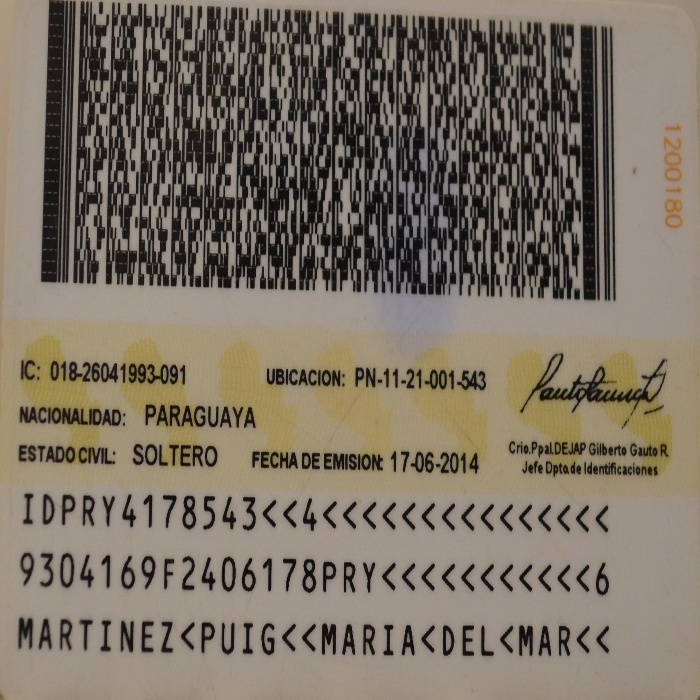 1200180
IC: 018-26041993-091 UBICACION: PN-11-21-001-543
NACIONALIDAD: PARAGUAYA
ESTADO CIVIL: SOLTERO FECHA DE EMISION: 17-06-2014
Crio.Ppal.DEJAP Gilberto Gauto R.
Jefe Dpto.de Identificaciones
IDPRY4178543<<4<<<<<<<<<<<<<<<
9304169F2406178PRY<<<<<<<<<<<6
MARTINEZ<PUIG<<MARIA<DEL<MAR<<